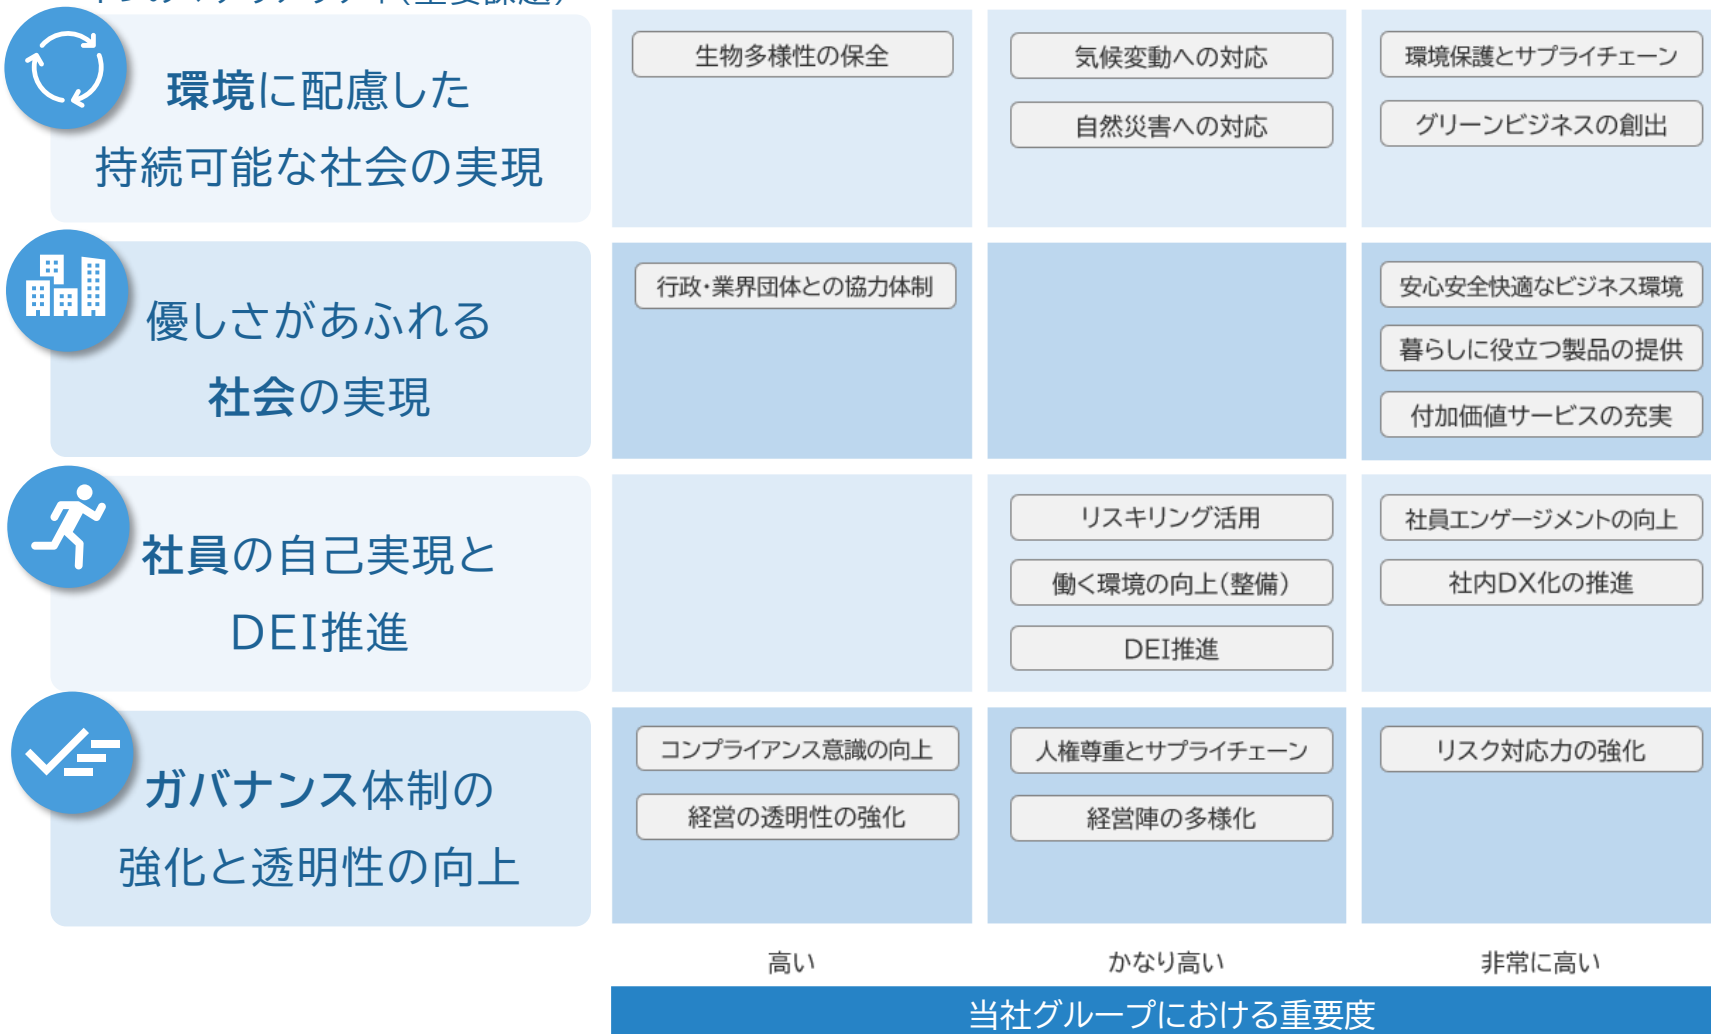 環境に配慮した
持続可能な社会の実現
生物多様性の保全
気候変動への対応
自然災害への対応
環境保護とサプライチェーン
グリーンビジネスの創出
優しさがあふれる
社会の実現
行政・業界団体との協力体制
安心安全快適なビジネス環境
暮らしに役立つ製品の提供
付加価値サービスの充実
社員の自己実現と
DEI推進
リスキリング活用
働く環境の向上(整備)
DEI推進
社員エンゲージメントの向上
社内DX化の推進
ガバナンス体制の
強化と透明性の向上
コンプライアンス意識の向上
経営の透明性の強化
人権尊重とサプライチェーン
経営陣の多様化
リスク対応力の強化
高い
かなり高い
非常に高い
当社グループにおける重要度